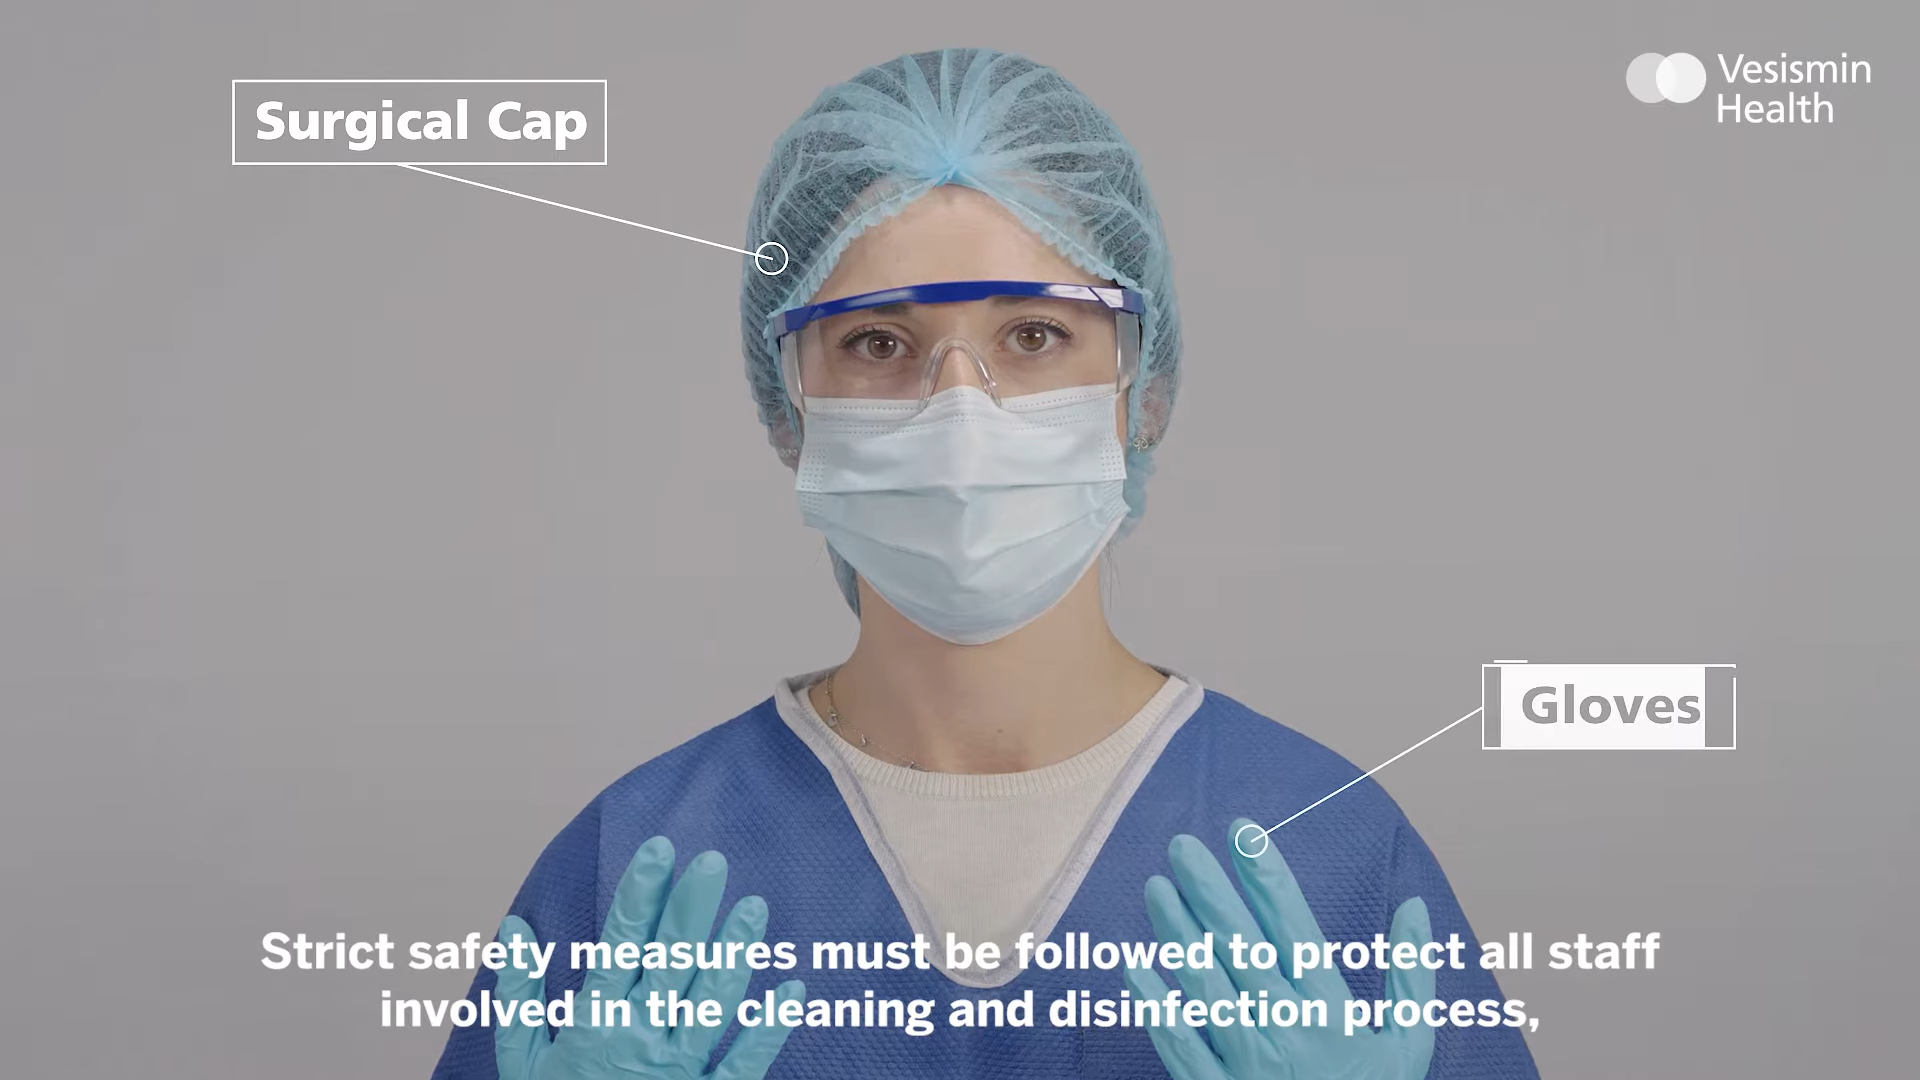 Surgical Cap
Vesismin
Health
Gloves
Strict safety measures must be followed to protect all staff
involved in the cleaning and disinfection process,